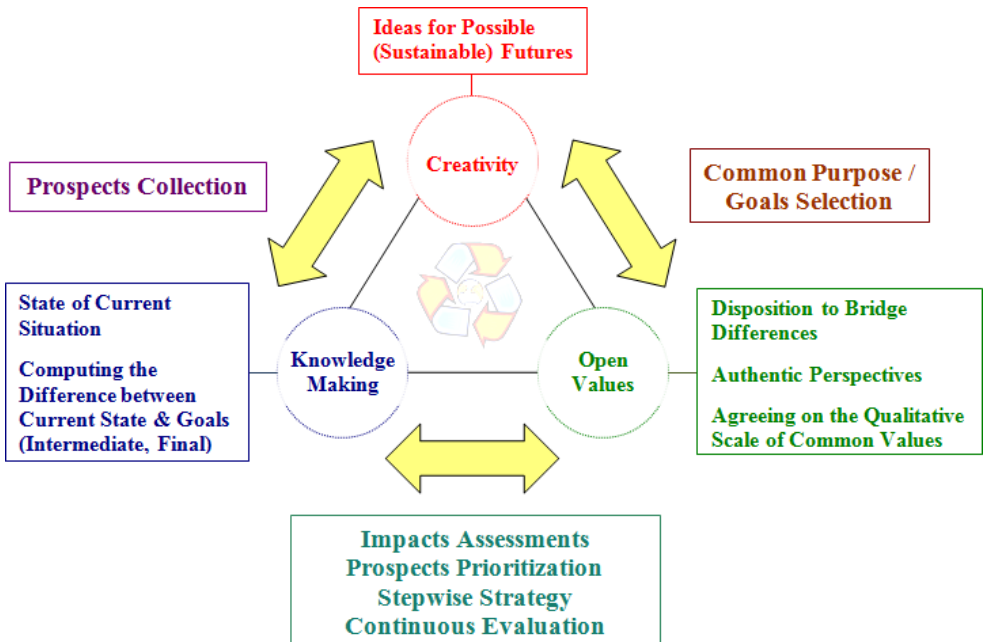 Ideas for Possible
(Sustainable) Futures
Creativity
Prospects Collection
Common Purpose /
Goals Selection
State of Current
Situation
Computing the
Difference between
Current State & Goals
(Intermediate, Final)
Knowledge
Making
Open
Values
Disposition to Bridge
Differences
Authentic Perspectives
Agreeing on the Qualitative
Scale of Common Values
Impacts Assessments
Prospects Prioritization
Stepwise Strategy
Continuous Evaluation